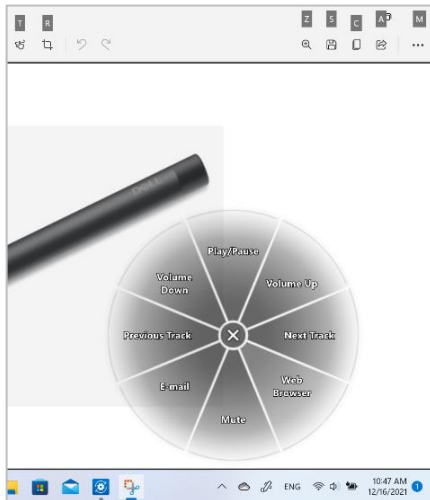 T R Z S C A M
DELL
Play/Pause
Volume
Down
Volume Up
Previous Track
Next Track
E-mail
Web
Browser
Mute
ENG
10:47 AM
12/16/2021
1